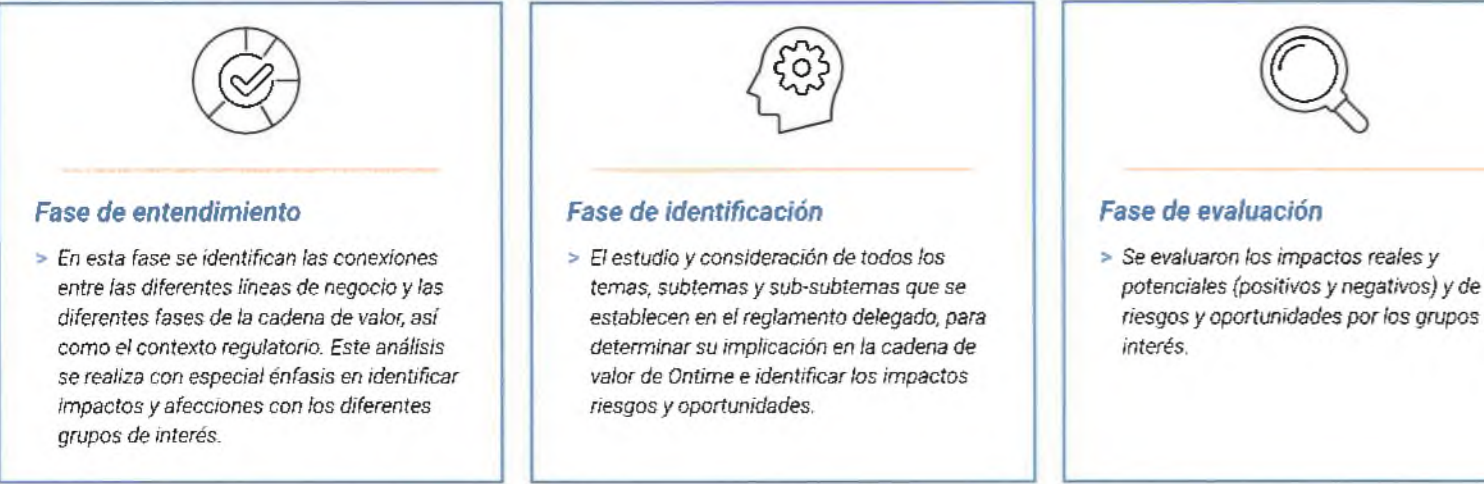 Fase de entendimiento
> En esta fase se identifican las conexiones
entre las diferentes líneas de negocio y las
diferentes fases de la cadena de valor, así
como el contexto regulatorio. Este análisis
se realiza con especial énfasis en identificar
impactos y afecciones con los diferentes
grupos de interés.
Fase de identificación
> El estudio y consideración de todos los
temas, subtemas y sub-subtemas que se
establecen en el reglamento delegado, para
determinar su implicación en la cadena de
valor de Ontime e identificar los impactos
riesgos y oportunidades.
Fase de evaluación
> Se evaluaron los impactos reales y
potenciales (positivos y negativos) y de
riesgos y oportunidades por los grupos
interés.